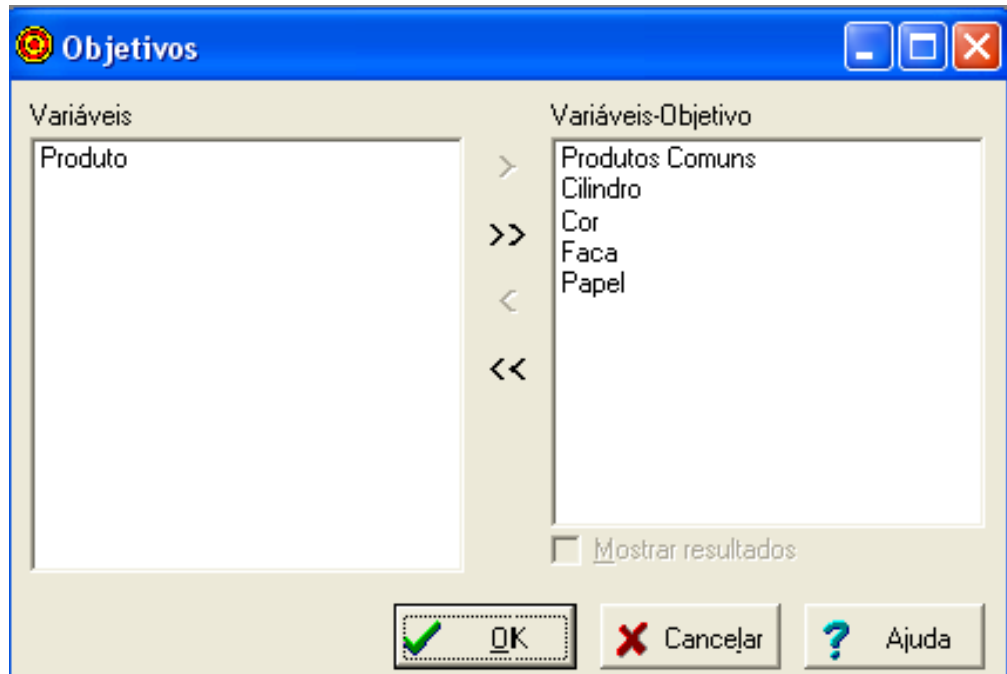 Objetivos
Variáveis
Produto
>
>>
<
<<
Variáveis-Objetivo
Produtos Comuns
Cilindro
Cor
Faca
Papel
Mostrar resultados
OK
Cancelar
Ajuda